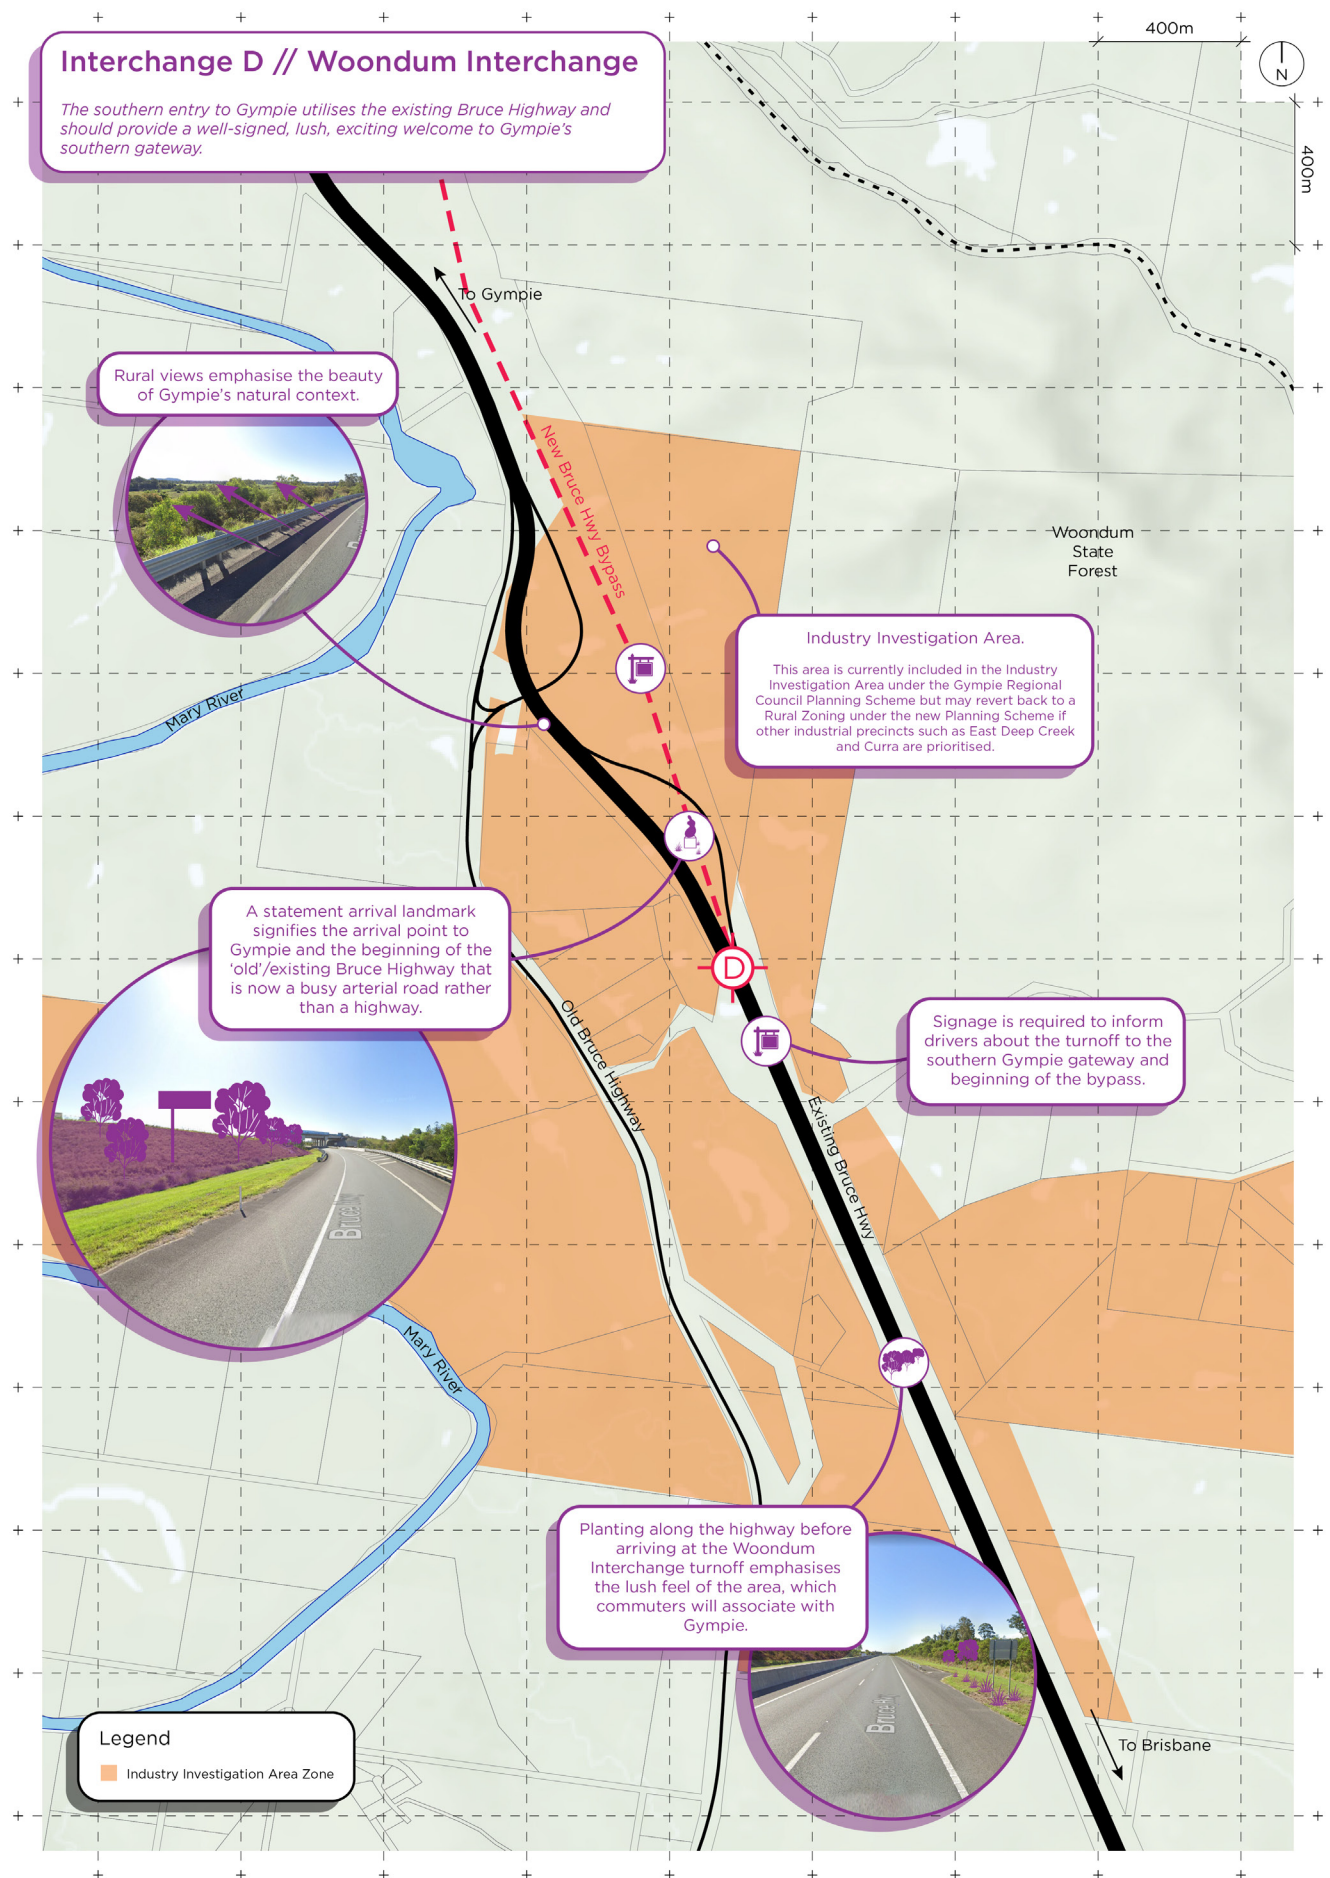 Interchange D // Woondum Interchange
The southern entry to Gympie utilises the existing Bruce Highway and
should provide a well-signed, lush, exciting welcome to Gympie's
southern gateway.
400m
N
400m
To Gympie
Rural views emphasise the beauty
of Gympie's natural context.
New Bruce Hwy Bypass
Woondum
State
Forest
Industry Investigation Area.
This area is currently included in the Industry
Investigation Area under the Gympie Regional
Council Planning Scheme but may revert back to a
Rural Zoning under the new Planning Scheme if
other industrial precincts such as East Deep Creek
and Curra are prioritised.
Mary River
A statement arrival landmark
signifies the arrival point to
Gympie and the beginning of the
‘old’/existing Bruce Highway that
is now a busy arterial road rather
than a highway.
D
Old Bruce Highway
Signage is required to inform
drivers about the turnoff to the
southern Gympie gateway and
beginning of the bypass.
Existing Bruce Hwy
Bruce Hwy
Mary River
Planting along the highway before
arriving at the Woondum
Interchange turnoff emphasises
the lush feel of the area, which
commuters will associate with
Gympie.
Bruce Hwy
To Brisbane
Legend
Industry Investigation Area Zone